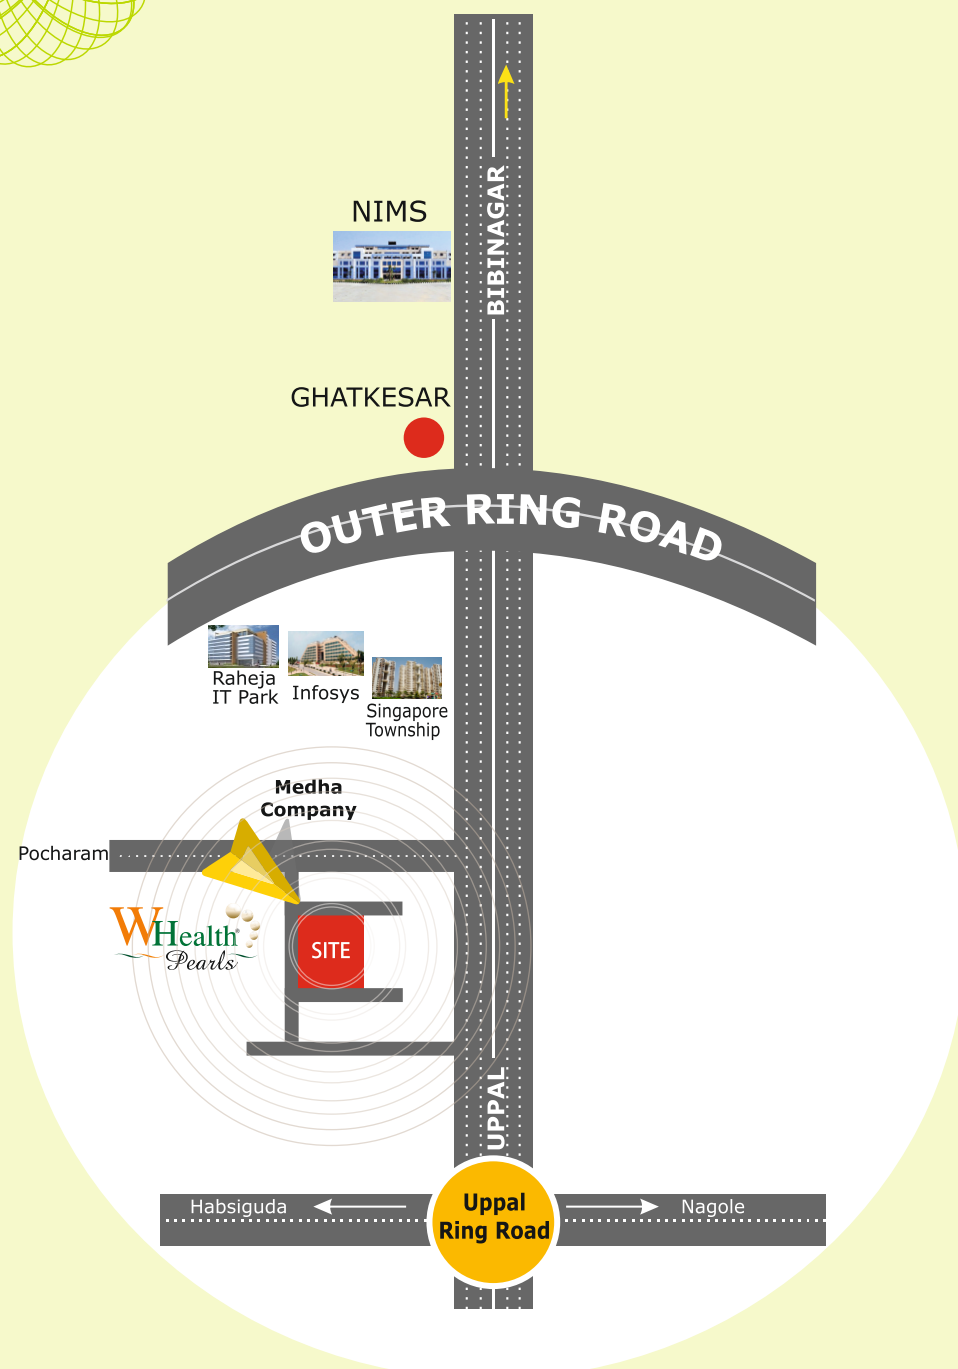 NIMS
BIBINAGAR
GHATKESAR
OUTER RING ROAD
Raheja
IT Park
Infosys
Singapore
Township
Medha
Company
Pocharam
WHealth®
Pearls
SITE
UPPAL
Habsiguda
Uppal
Ring Road
Nagole